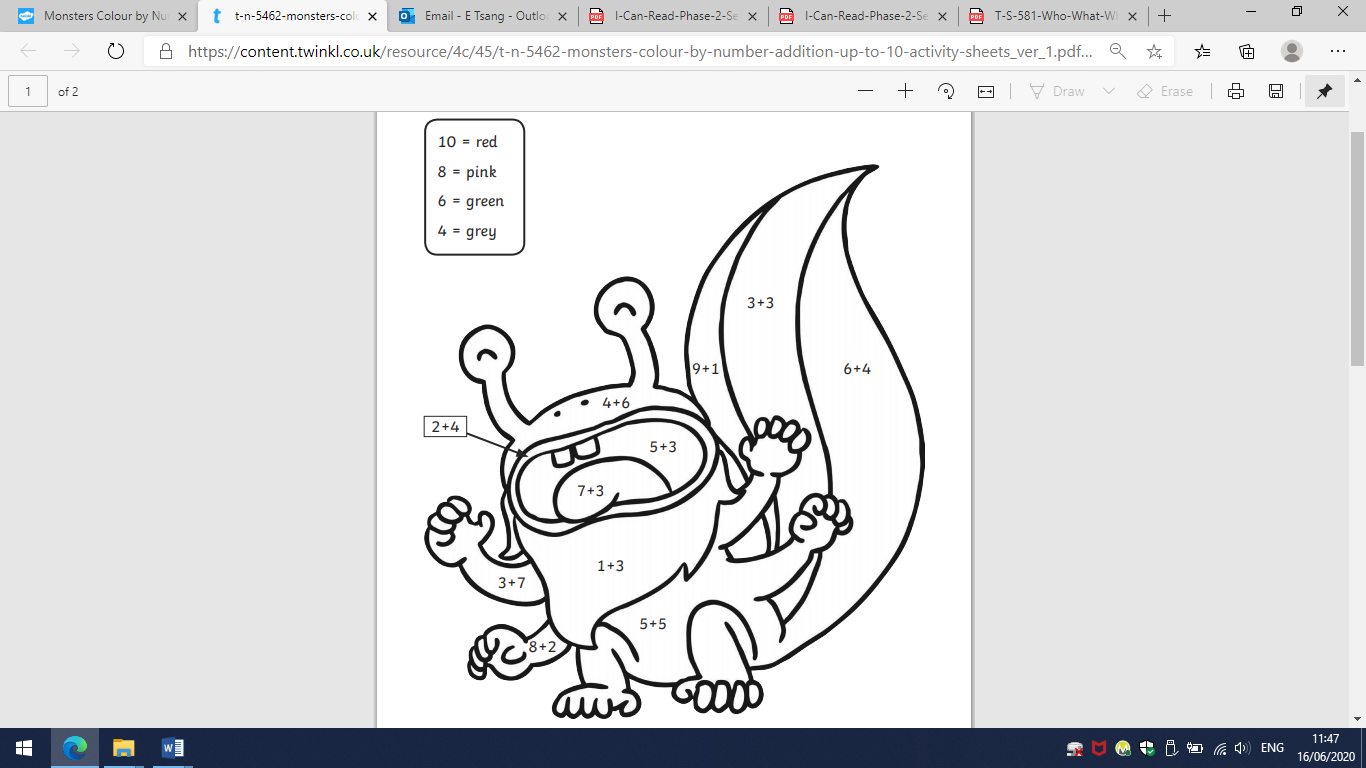 Monsters Colour by Nu
t-n-5462-monsters-colo
Email - E Tsang - Outlo
I-Can-Read-Phase-2-Se
I-Can-Read-Phase-2-Se
T-S-581-Who-What-W
https://content.twinkl.co.uk/resource/4c/45/t-n-5462-monsters-colour-by-number-addition-up-to-10-activity-sheets_ver_1.pdf...
1 of 2
Draw
Erase
10 = red
8 = pink
6 = green
4 = grey
3+3
9+1
6+4
4+6
2+4
5+3
7+3
1+3
3+7
5+5
8+2
ENG
11:47
16/06/2020